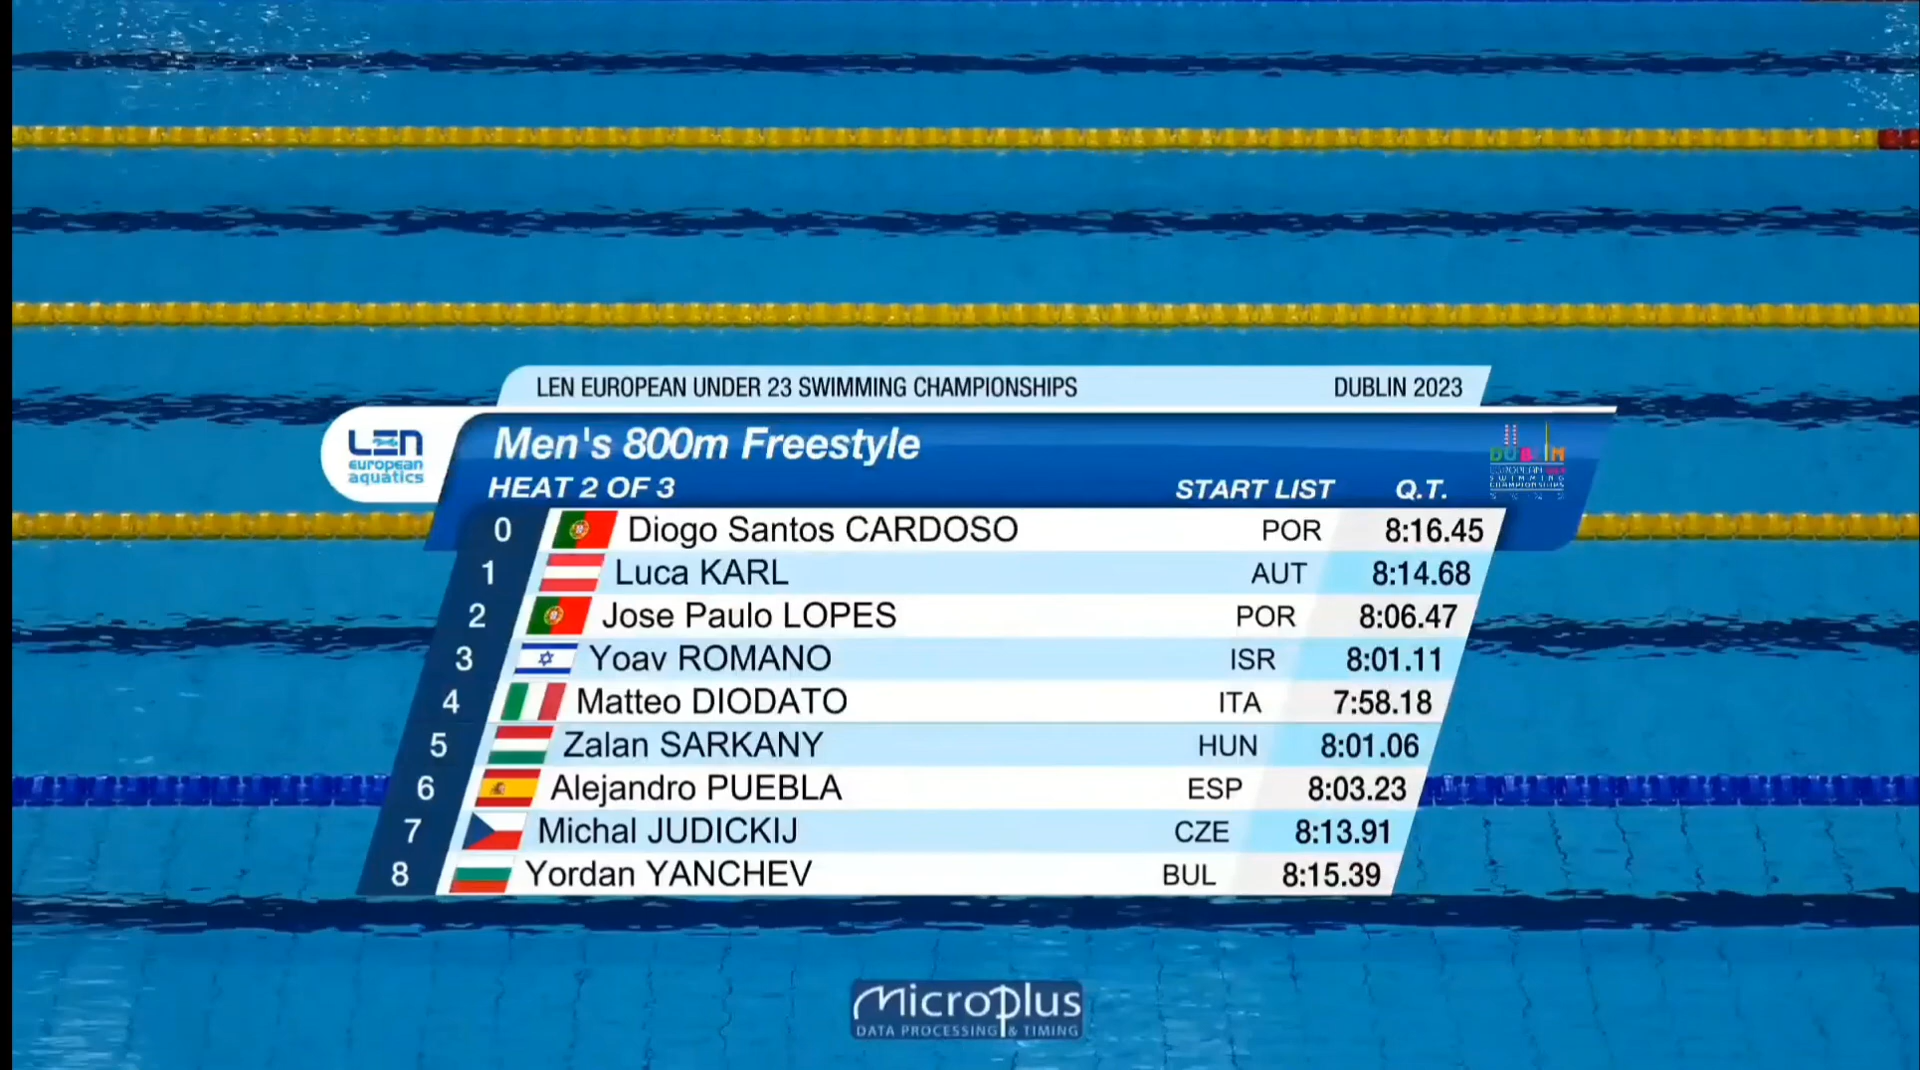 LEN EUROPEAN UNDER 23 SWIMMING CHAMPIONSHIPS DUBLIN 2023
LEN
european
aquatics
Men's 800m Freestyle
DUBLIN
HEAT 2 OF 3 START LIST Q.T.
0 Diogo Santos CARDOSO POR 8:16.45
1 Luca KARL AUT 8:14.68
2 Jose Paulo LOPES POR 8:06.47
3 Yoav ROMANO ISR 8:01.11
4 Matteo DIODATO ITA 7:58.18
5 Zalan SARKANY HUN 8:01.06
6 Alejandro PUEBLA ESP 8:03.23
7 Michal JUDICKIJ CZE 8:13.91
8 Yordan YANCHEV BUL 8:15.39
Microplus
DATA PROCESSING & TIMING